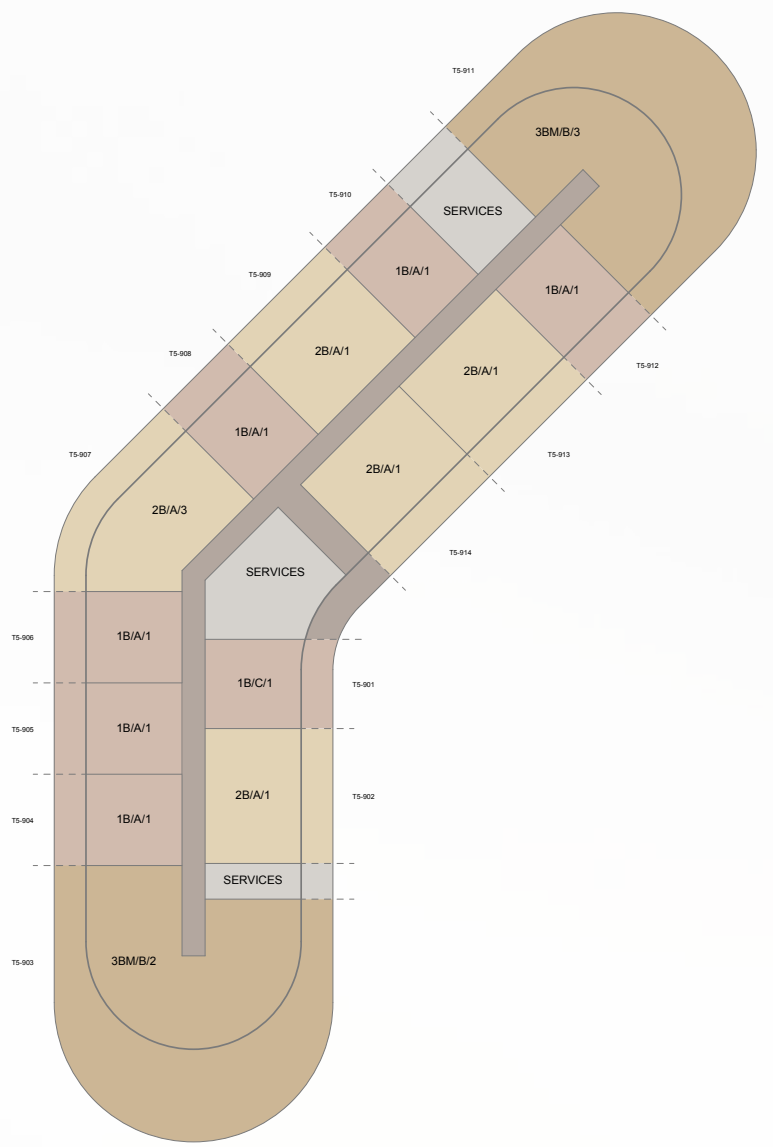 T5-911
3BM/B/3
T5-910
SERVICES
T5-909
1B/A/1
1B/A/1
T5-908
2B/A/1
2B/A/1
T5-912
1B/A/1
T5-907
2B/A/1
T5-913
2B/A/3
T5-914
SERVICES
T5-906
1B/A/1
1B/C/1
T5-901
T5-905
1B/A/1
2B/A/1
T5-902
T5-904
1B/A/1
SERVICES
T5-903
3BM/B/2